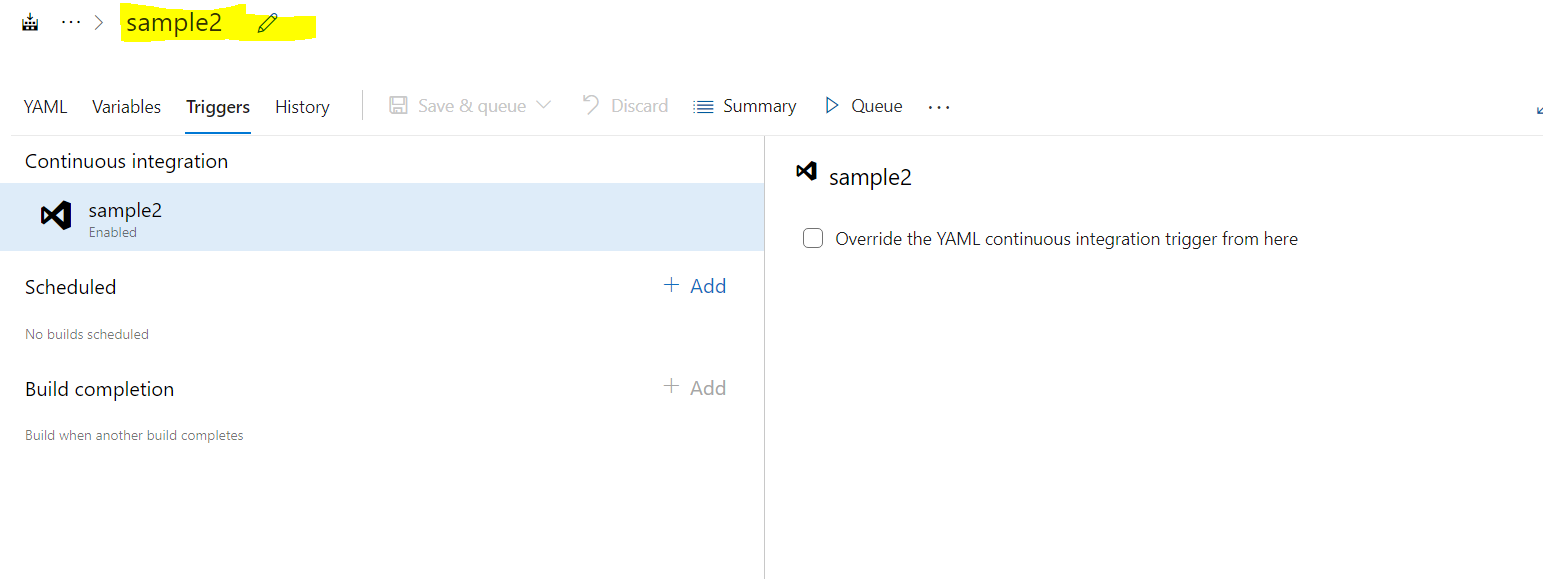 ··· > sample2
YAML Variables Triggers History Save & queue Discard Summary Queue ···
Continuous integration
sample2
Enabled
Scheduled + Add
No builds scheduled
Build completion + Add
Build when another build completes
sample2
Override the YAML continuous integration trigger from here